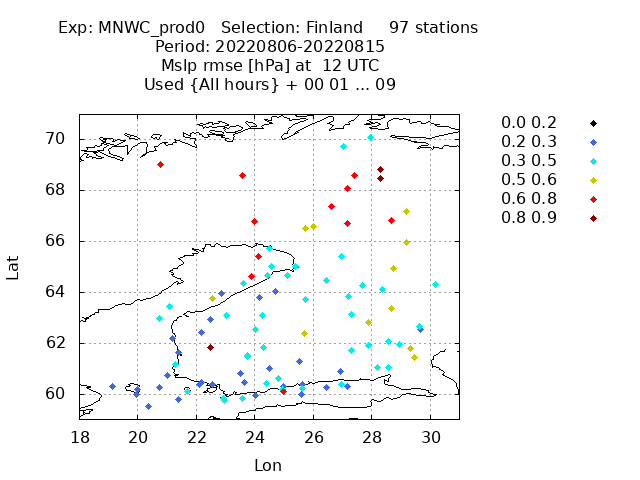 Exp: MNWC_prod0   Selection: Finland     97 stations
Period: 20220806-20220815
Mslp rmse [hPa] at  12 UTC
Used {All hours} + 00 01 ... 09
0.0 0.2
0.2 0.3
0.3 0.5
0.5 0.6
0.6 0.8
0.8 0.9
70
68
66
64
62
60
Lat
18 20 22 24 26 28 30
Lon